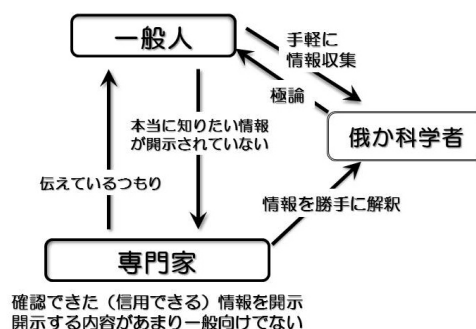 一般人
手軽に
情報収集
極論
本当に知りたい情報
が開示されていない
俄か科学者
伝えているつもり
情報を勝手に解釈
専門家
確認できた（信用できる）情報を開示
開示する内容があまり一般向けでない